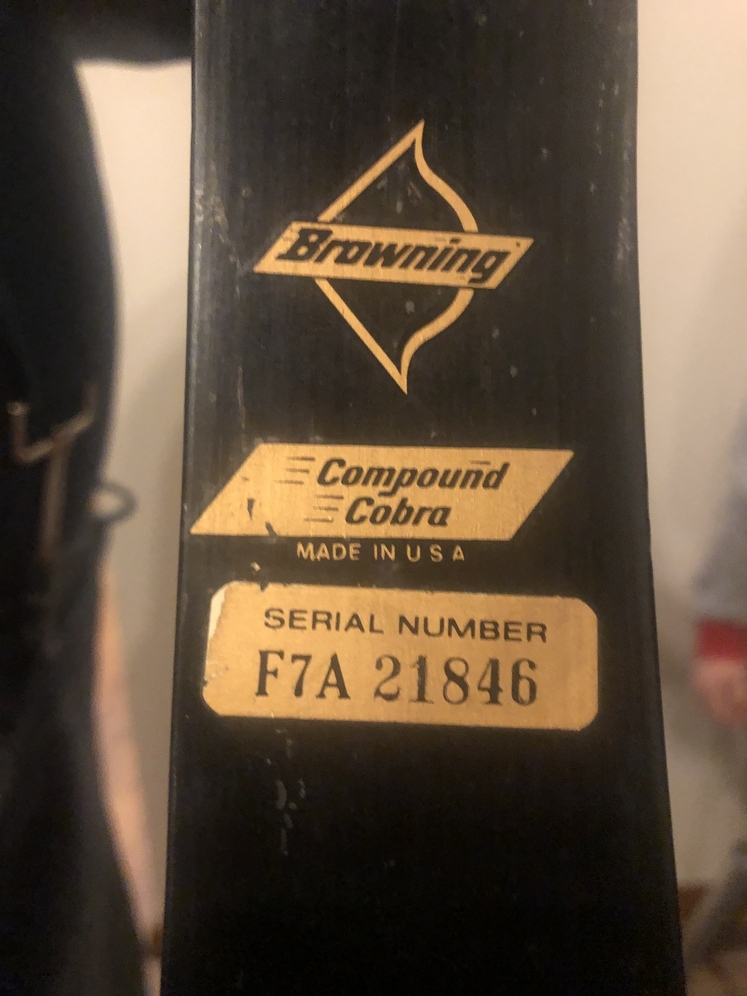 Browning
Compound
Cobra
MADE IN U S A
SERIAL NUMBER
F7A 21846